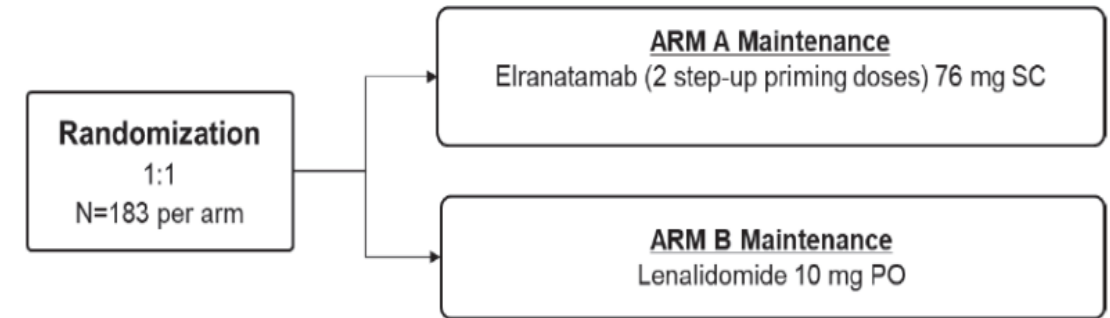 Randomization
1:1
N=183 per arm
ARM A Maintenance
Elranatamab (2 step-up priming doses) 76 mg SC
ARM B Maintenance
Lenalidomide 10 mg PO